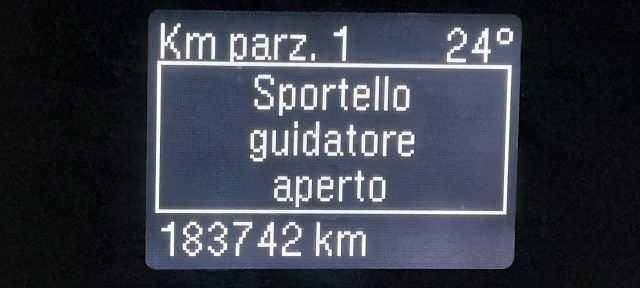 Km parz. 1 24°
Sportello
guidatore
aperto
183742 km